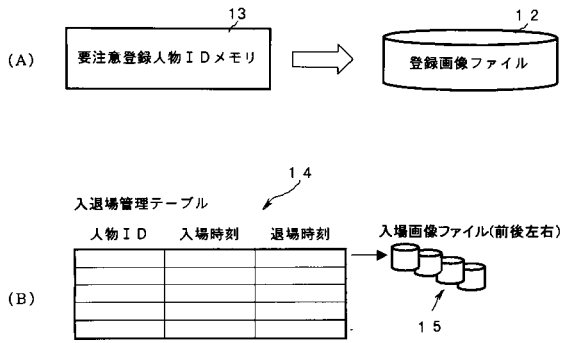 13
12
(A)
要注意登録人物IDメモリ
登録画像ファイル
14
入退場管理テーブル
人物ID 入場時刻 退場時刻
入場画像ファイル(前後左右)
(B)
15